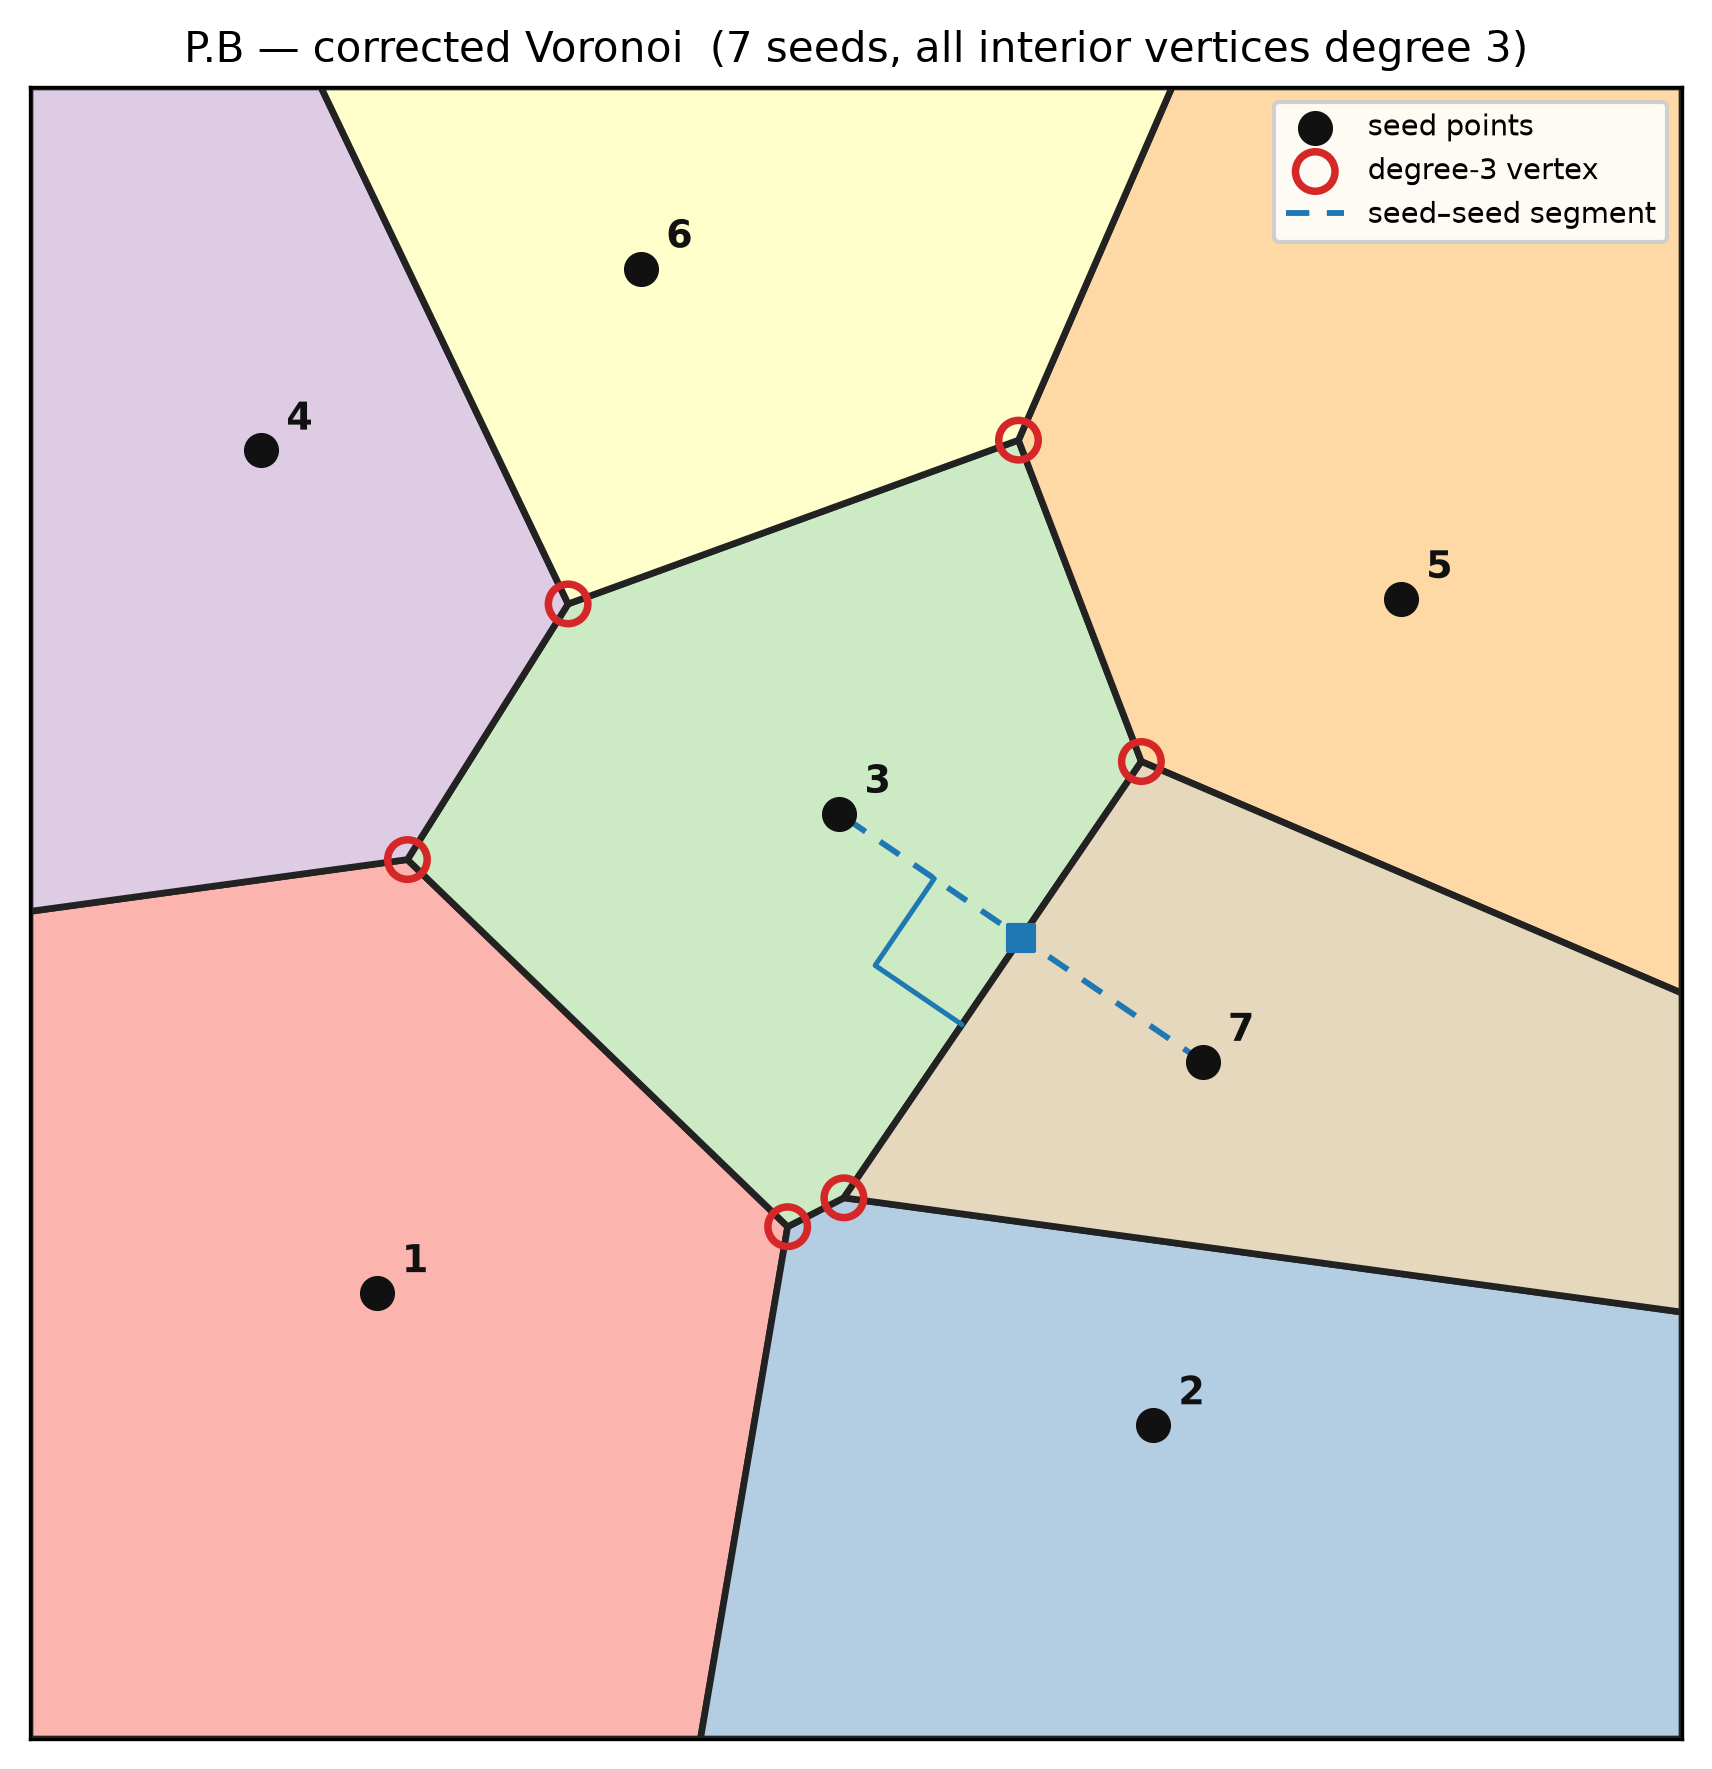 P.B — corrected Voronoi  (7 seeds, all interior vertices degree 3)
seed points
degree-3 vertex
seed–seed segment
6
4
5
3
7
1
2